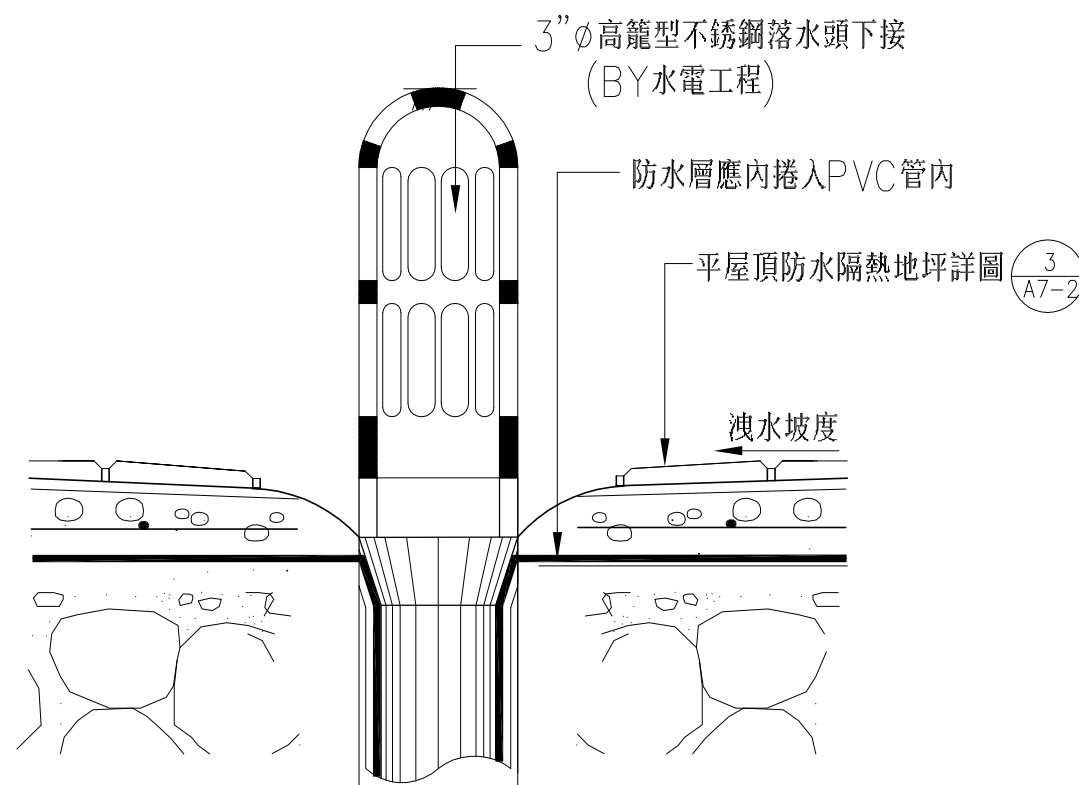 3"ø高籠型不銹鋼落水頭下接
(BY水電工程)
防水層應內捲入PVC管內
平屋頂防水隔熱地坪詳圖
3
A7-2
洩水坡度